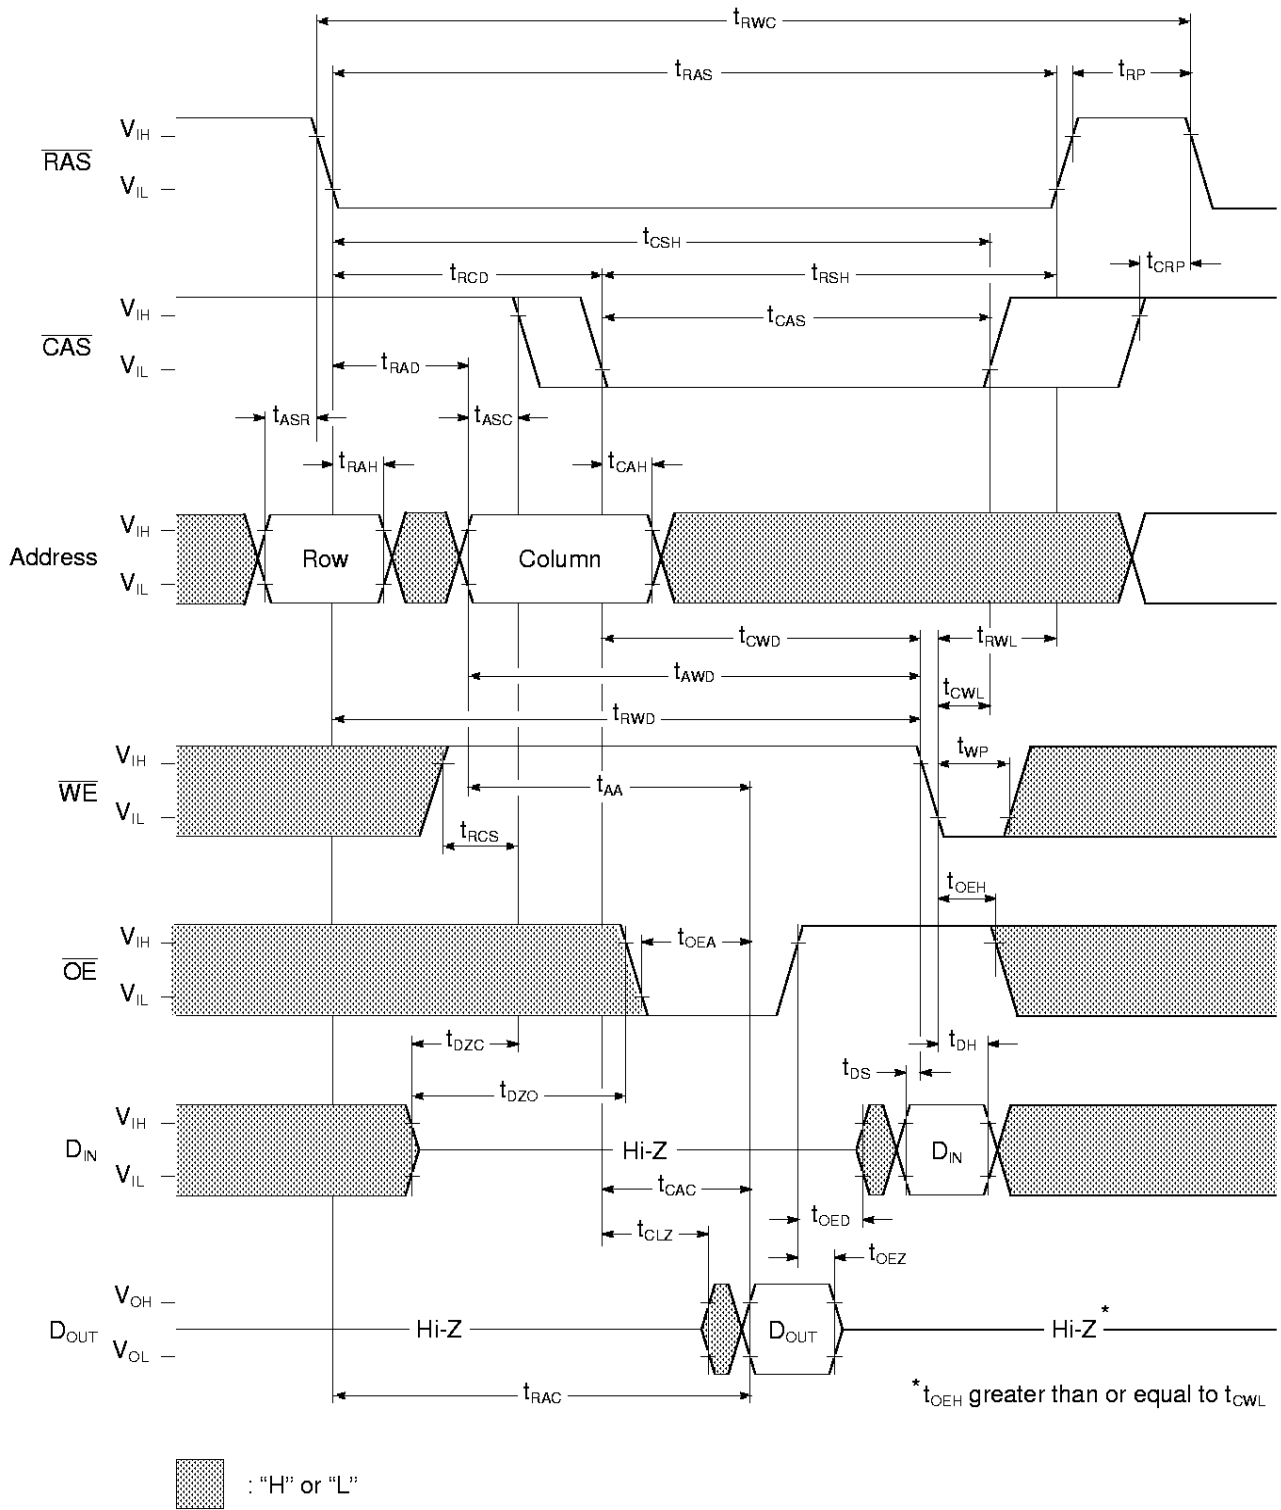 tRWC
tRAS
tRP
VIH
RAS
VIL
tCSH
tRCD
tRSH
tCRP
VIH
CAS
tCAS
VIL
tRAD
tASR
tASC
tRAH
tCAH
VIH
Address
Row
Column
VIL
tCWD
tRWL
tAWD
tCWL
tRWD
VIH
tWP
WE
tAA
VIL
tRCS
tOEH
VIH
tOEA
OE
VIL
tDZC
tDH
tDS
tDZO
VIH
DIN
Hi-Z
DIN
VIL
tCAC
tOED
tCLZ
tOEZ
VOH
DOUT
Hi-Z
DOUT
Hi-Z*
VOL
tRAC
*tOEH greater than or equal to tCWL
: “H” or “L”